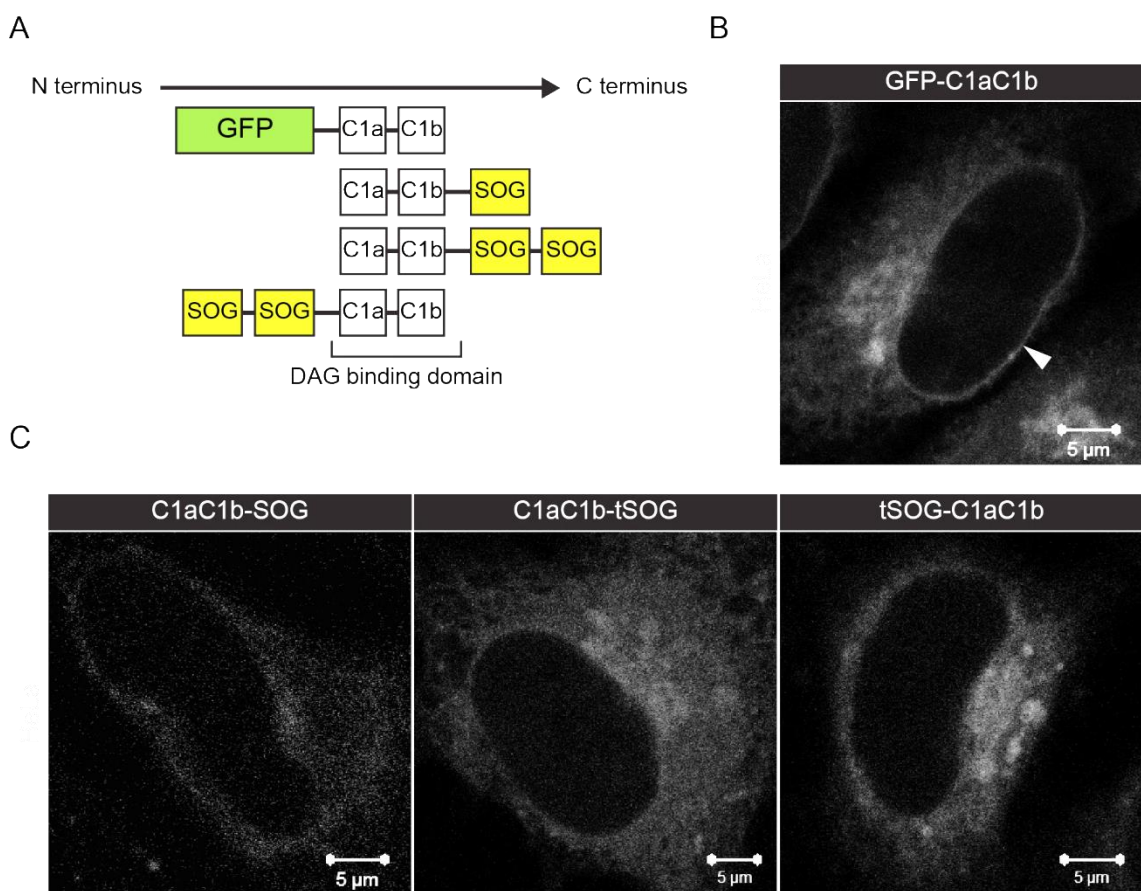 A
B
N terminus
C terminus
GFP C1a C1b
C1a C1b SOG
C1a C1b SOG SOG
SOG SOG C1a C1b
DAG binding domain
GFP-C1aC1b
5 µm
C
C1aC1b-SOG
C1aC1b-tSOG
tSOG-C1aC1b
5 µm
5 µm
5 µm